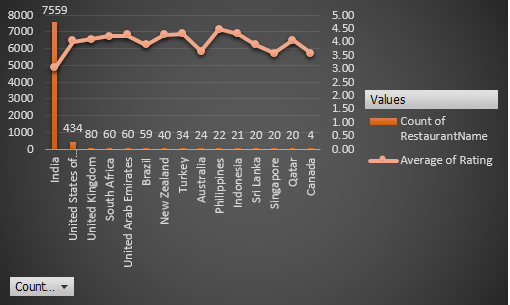 7559
434
80
60
60
59
40
34
24
22
21
20
20
20
4
8000
7000
6000
5000
4000
3000
2000
1000
0
5.00
4.50
4.00
3.50
3.00
2.50
2.00
1.50
1.00
0.50
0.00
India
United States of...
United Kingdom
South Africa
United Arab Emirates
Brazil
New Zealand
Turkey
Australia
Philippines
Indonesia
Sri Lanka
Singapore
Qatar
Canada
Values
Count of
RestaurantName
Average of Rating
Count...